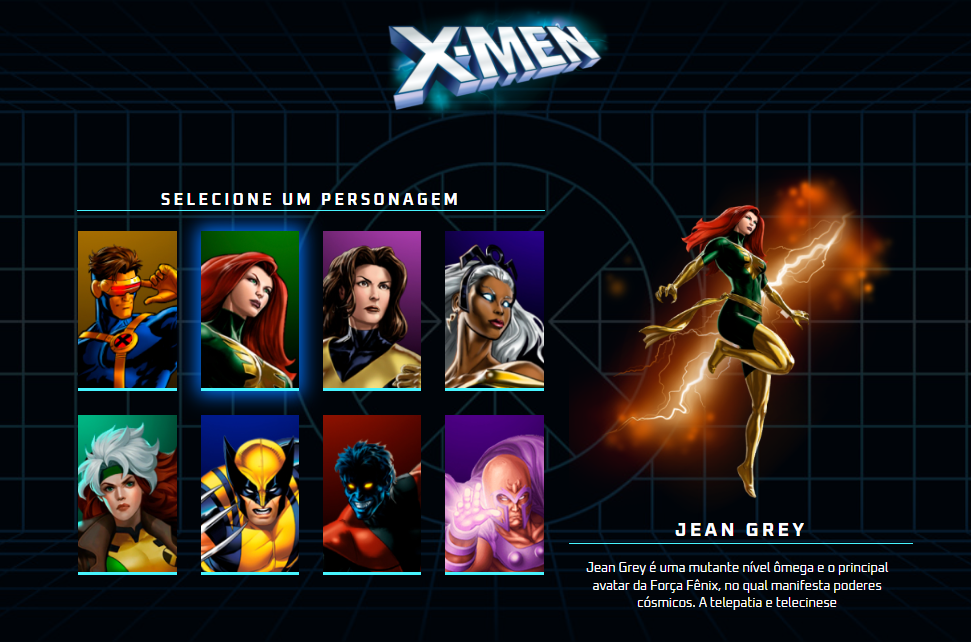 X-MEN
SELECIONE UM PERSONAGEM
JEAN GREY
Jean Grey é uma mutante nível ômega e o principal
avatar da Força Fênix, no qual manifesta poderes
cósmicos. A telepatia e telecinese